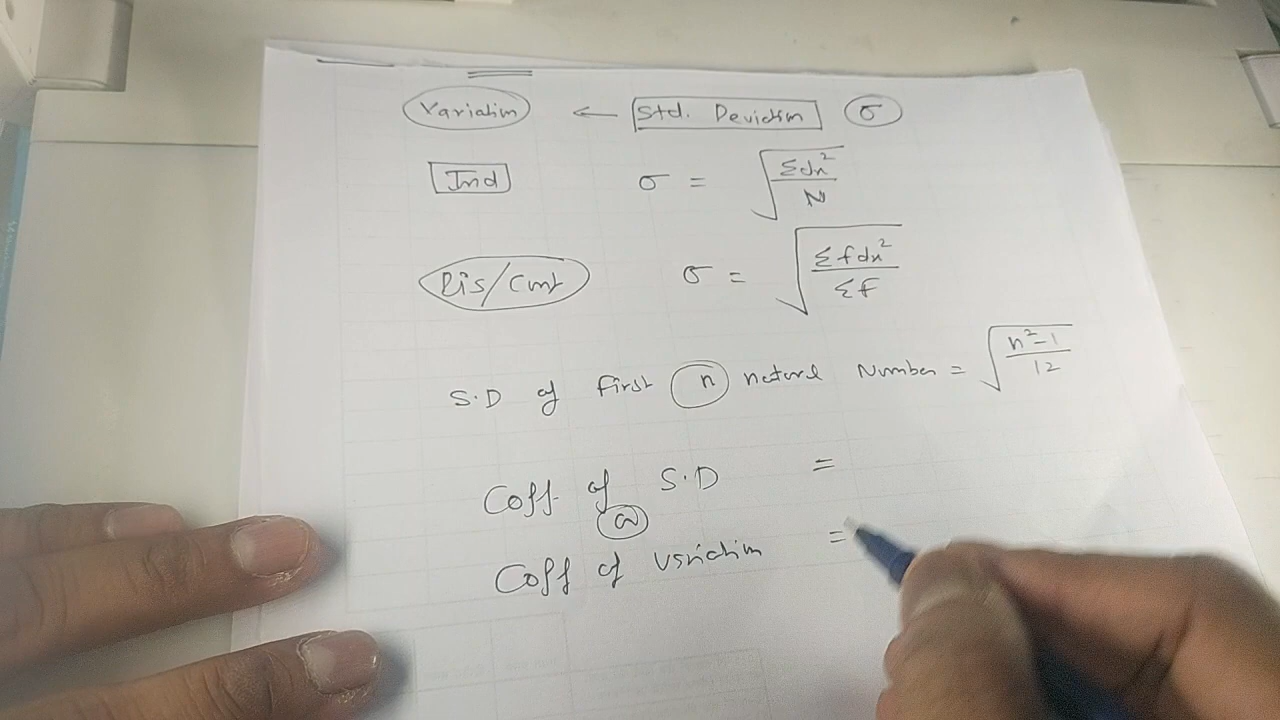 Variation ← Std. Deviation σ
Ind σ = √(Σdx²/N)
Dis/Cont σ = √(Σfdx²/Σf)
S.D of first n natural Number = √(n²-1/12)
Coff of S.D =
Coff of variation =